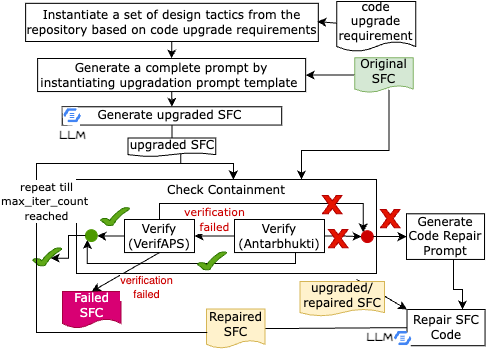 Instantiate a set of design tactics from the
repository based on code upgrade requirements
code
upgrade
requirement
Generate a complete prompt by
instantiating upgradation prompt template
Original
SFC
Generate upgraded SFC
LLM
upgraded SFC
repeat till
max_iter_count
reached
Check Containment
Verify
(VerifAPS)
verification
failed
Verify
(Antarbhukti)
Generate
Code Repair
Prompt
verification
failed
Failed
SFC
upgraded/
repaired SFC
Repaired
SFC
LLM
Repair SFC
Code